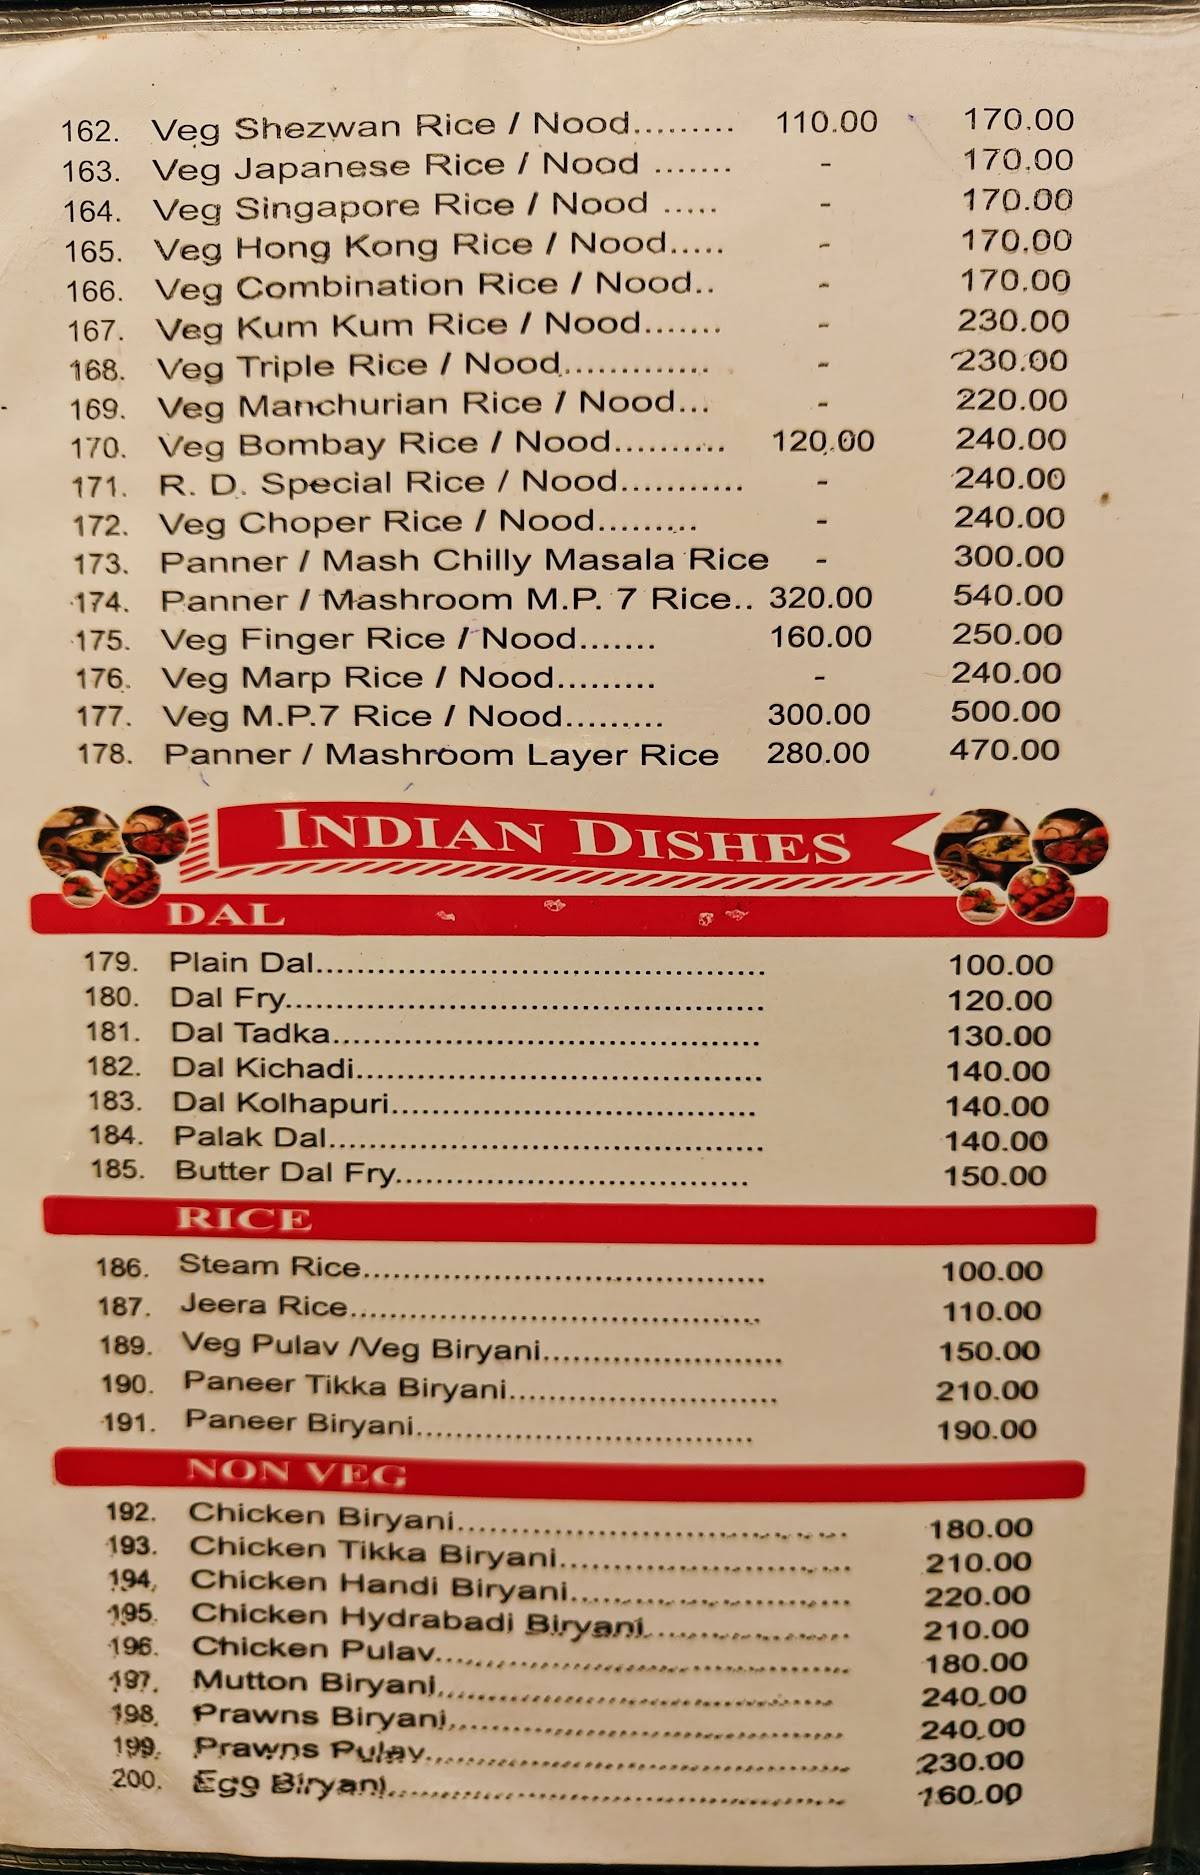 162. Veg Shezwan Rice / Nood......... 110.00 170.00
163. Veg Japanese Rice / Nood ....... - 170.00
164. Veg Singapore Rice / Nood ..... - 170.00
165. Veg Hong Kong Rice / Nood..... - 170.00
166. Veg Combination Rice / Nood.. - 170.00
167. Veg Kum Kum Rice / Nood....... - 230.00
168. Veg Triple Rice / Nood............. - 230.00
169. Veg Manchurian Rice / Nood... - 220.00
170. Veg Bombay Rice / Nood.......... 120.00 240.00
171. R. D. Special Rice / Nood........... - 240.00
172. Veg Choper Rice / Nood......... - 240.00
173. Panner / Mash Chilly Masala Rice - 300.00
174. Panner / Mashroom M.P. 7 Rice.. 320.00 540.00
175. Veg Finger Rice / Nood....... 160.00 250.00
176. Veg Marp Rice / Nood......... - 240.00
177. Veg M.P.7 Rice / Nood......... 300.00 500.00
178. Panner / Mashroom Layer Rice 280.00 470.00
INDIAN DISHES
DAL
179. Plain Dal............................................. 100.00
180. Dal Fry................................................ 120.00
181. Dal Tadka........................................... 130.00
182. Dal Kichadi......................................... 140.00
183. Dal Kolhapuri..................................... 140.00
184. Palak Dal............................................ 140.00
185. Butter Dal Fry................................... 150.00
RICE
186. Steam Rice........................................ 100.00
187. Jeera Rice......................................... 110.00
189. Veg Pulav /Veg Biryani........................ 150.00
190. Paneer Tikka Biryani........................... 210.00
191. Paneer Biryani.................................. 190.00
NON VEG
192. Chicken Biryani....................................... 180.00
193. Chicken Tikka Biryani............................. 210.00
194. Chicken Handi Biryani............................ 220.00
195. Chicken Hydrabadi Biryani..................... 210.00
196. Chicken Pulav......................................... 180.00
197. Mutton Biryani....................................... 240.00
198. Prawns Biryani....................................... 240.00
199. Prawns Pulav......................................... 230.00
200. Egg Biryani............................................. 160.00